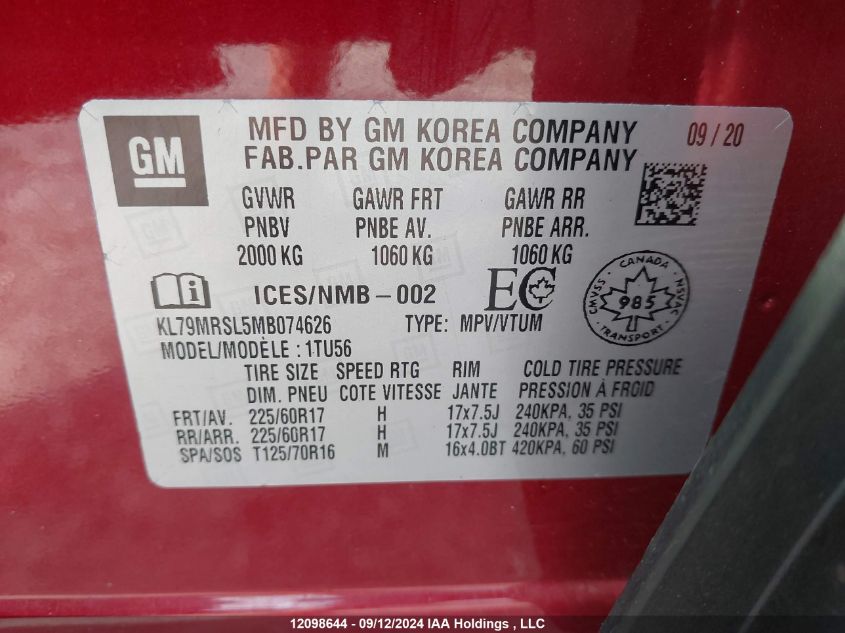 GM
MFD BY GM KOREA COMPANY 09 / 20
FAB.PAR GM KOREA COMPANY
GVWR GAWR FRT GAWR RR
PNBV PNBE AV. PNBE ARR.
2000 KG 1060 KG 1060 KG
ICES/NMB-002 EC
CANADA
CMVSS 985 NSVAC
TRANSPORT
KL79MRSL5MB074626 TYPE: MPV/VTUM
MODEL/MODÈLE : 1TU56
TIRE SIZE SPEED RTG RIM COLD TIRE PRESSURE
DIM. PNEU COTE VITESSE JANTE PRESSION À FROID
FRT/AV. 225/60R17 H 17x7.5J 240KPA, 35 PSI
RR/ARR. 225/60R17 H 17x7.5J 240KPA, 35 PSI
SPA/SOS T125/70R16 M 16x4.0BT 420KPA, 60 PSI
12098644 - 09/12/2024 IAA Holdings , LLC